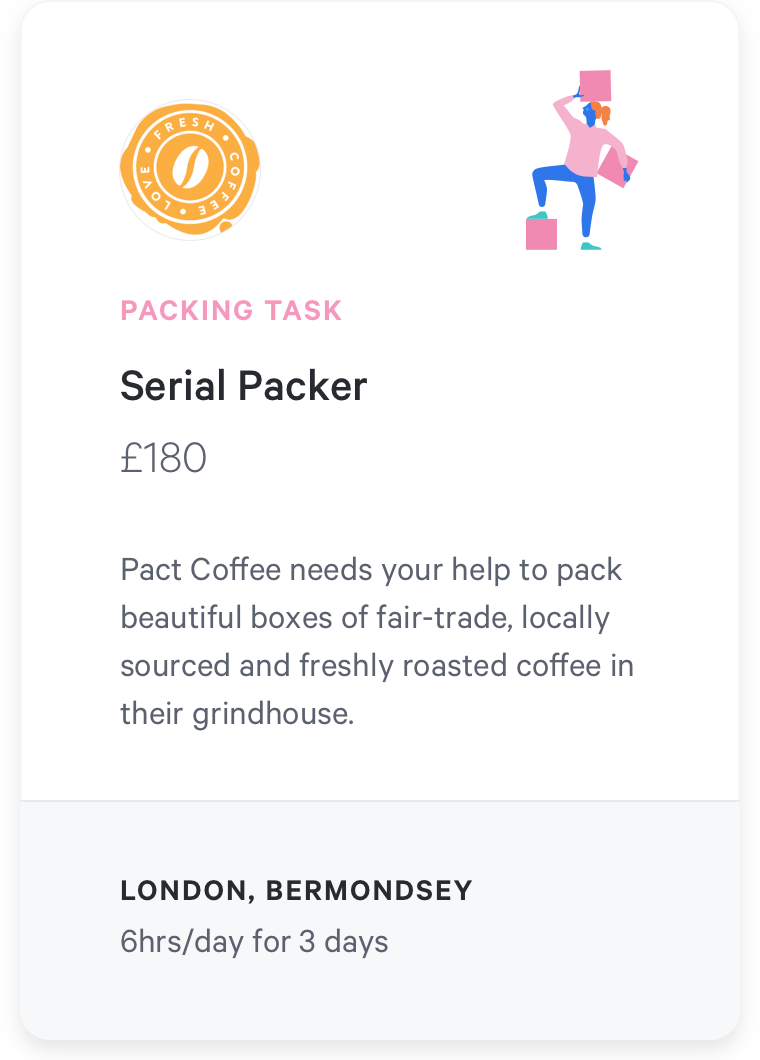 FRESH COFFEE LOVE
PACKING TASK
Serial Packer
£180
Pact Coffee needs your help to pack
beautiful boxes of fair-trade, locally
sourced and freshly roasted coffee in
their grindhouse.
LONDON, BERMONDSEY
6hrs/day for 3 days